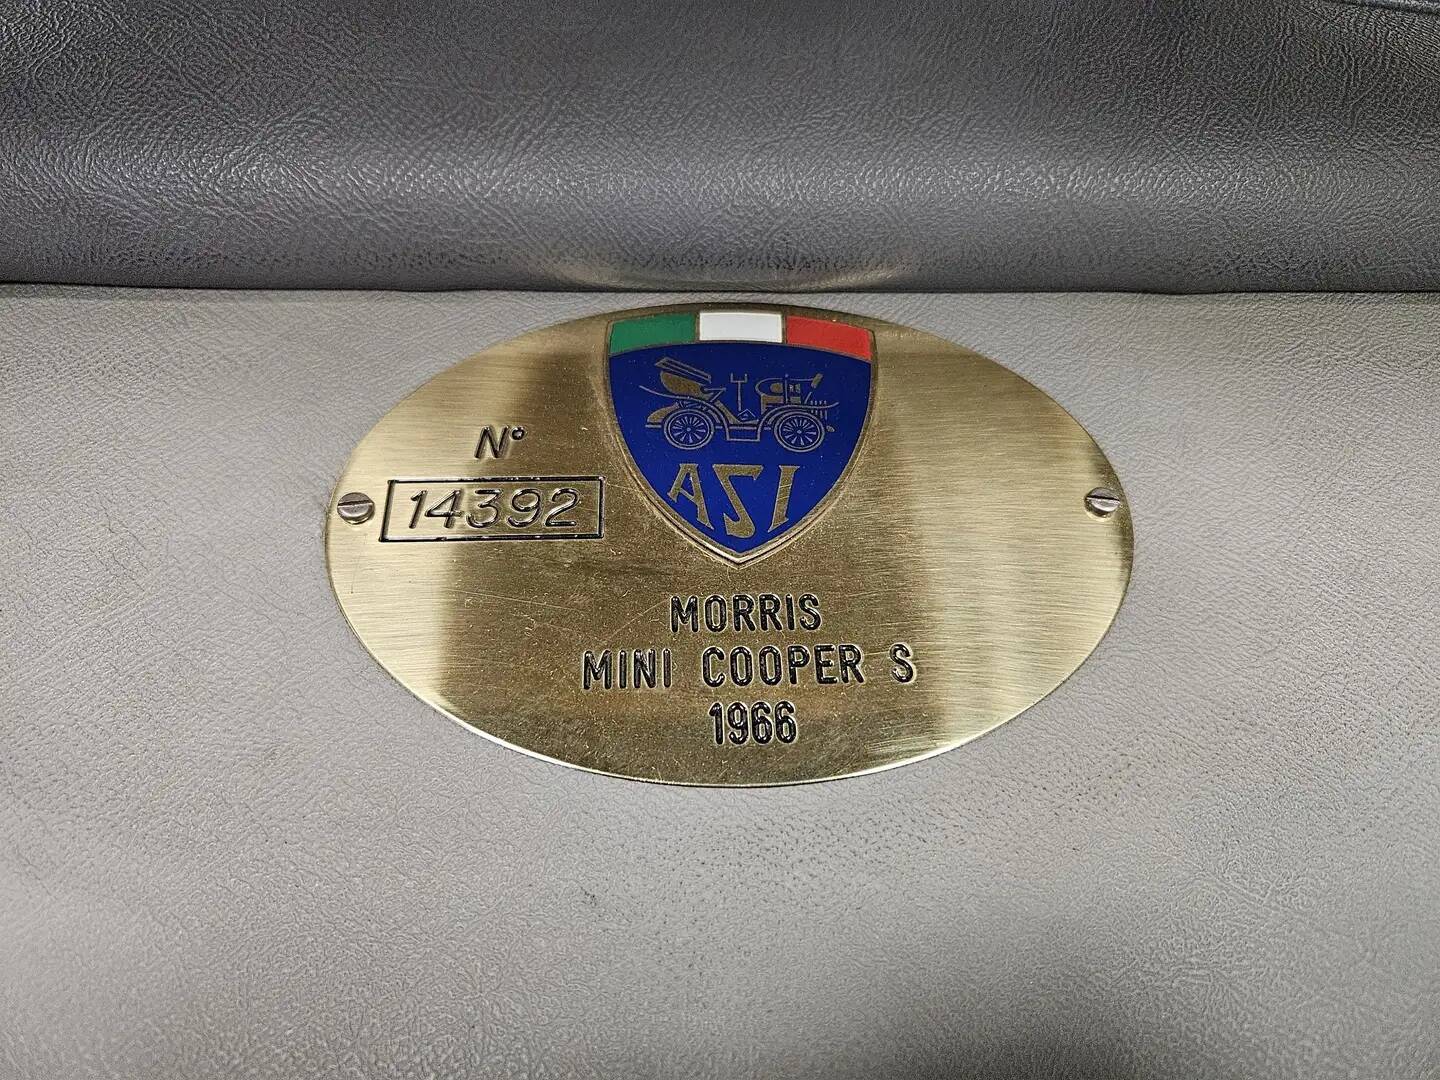 N°
14392
ASI
MORRIS
MINI COOPER S
1966